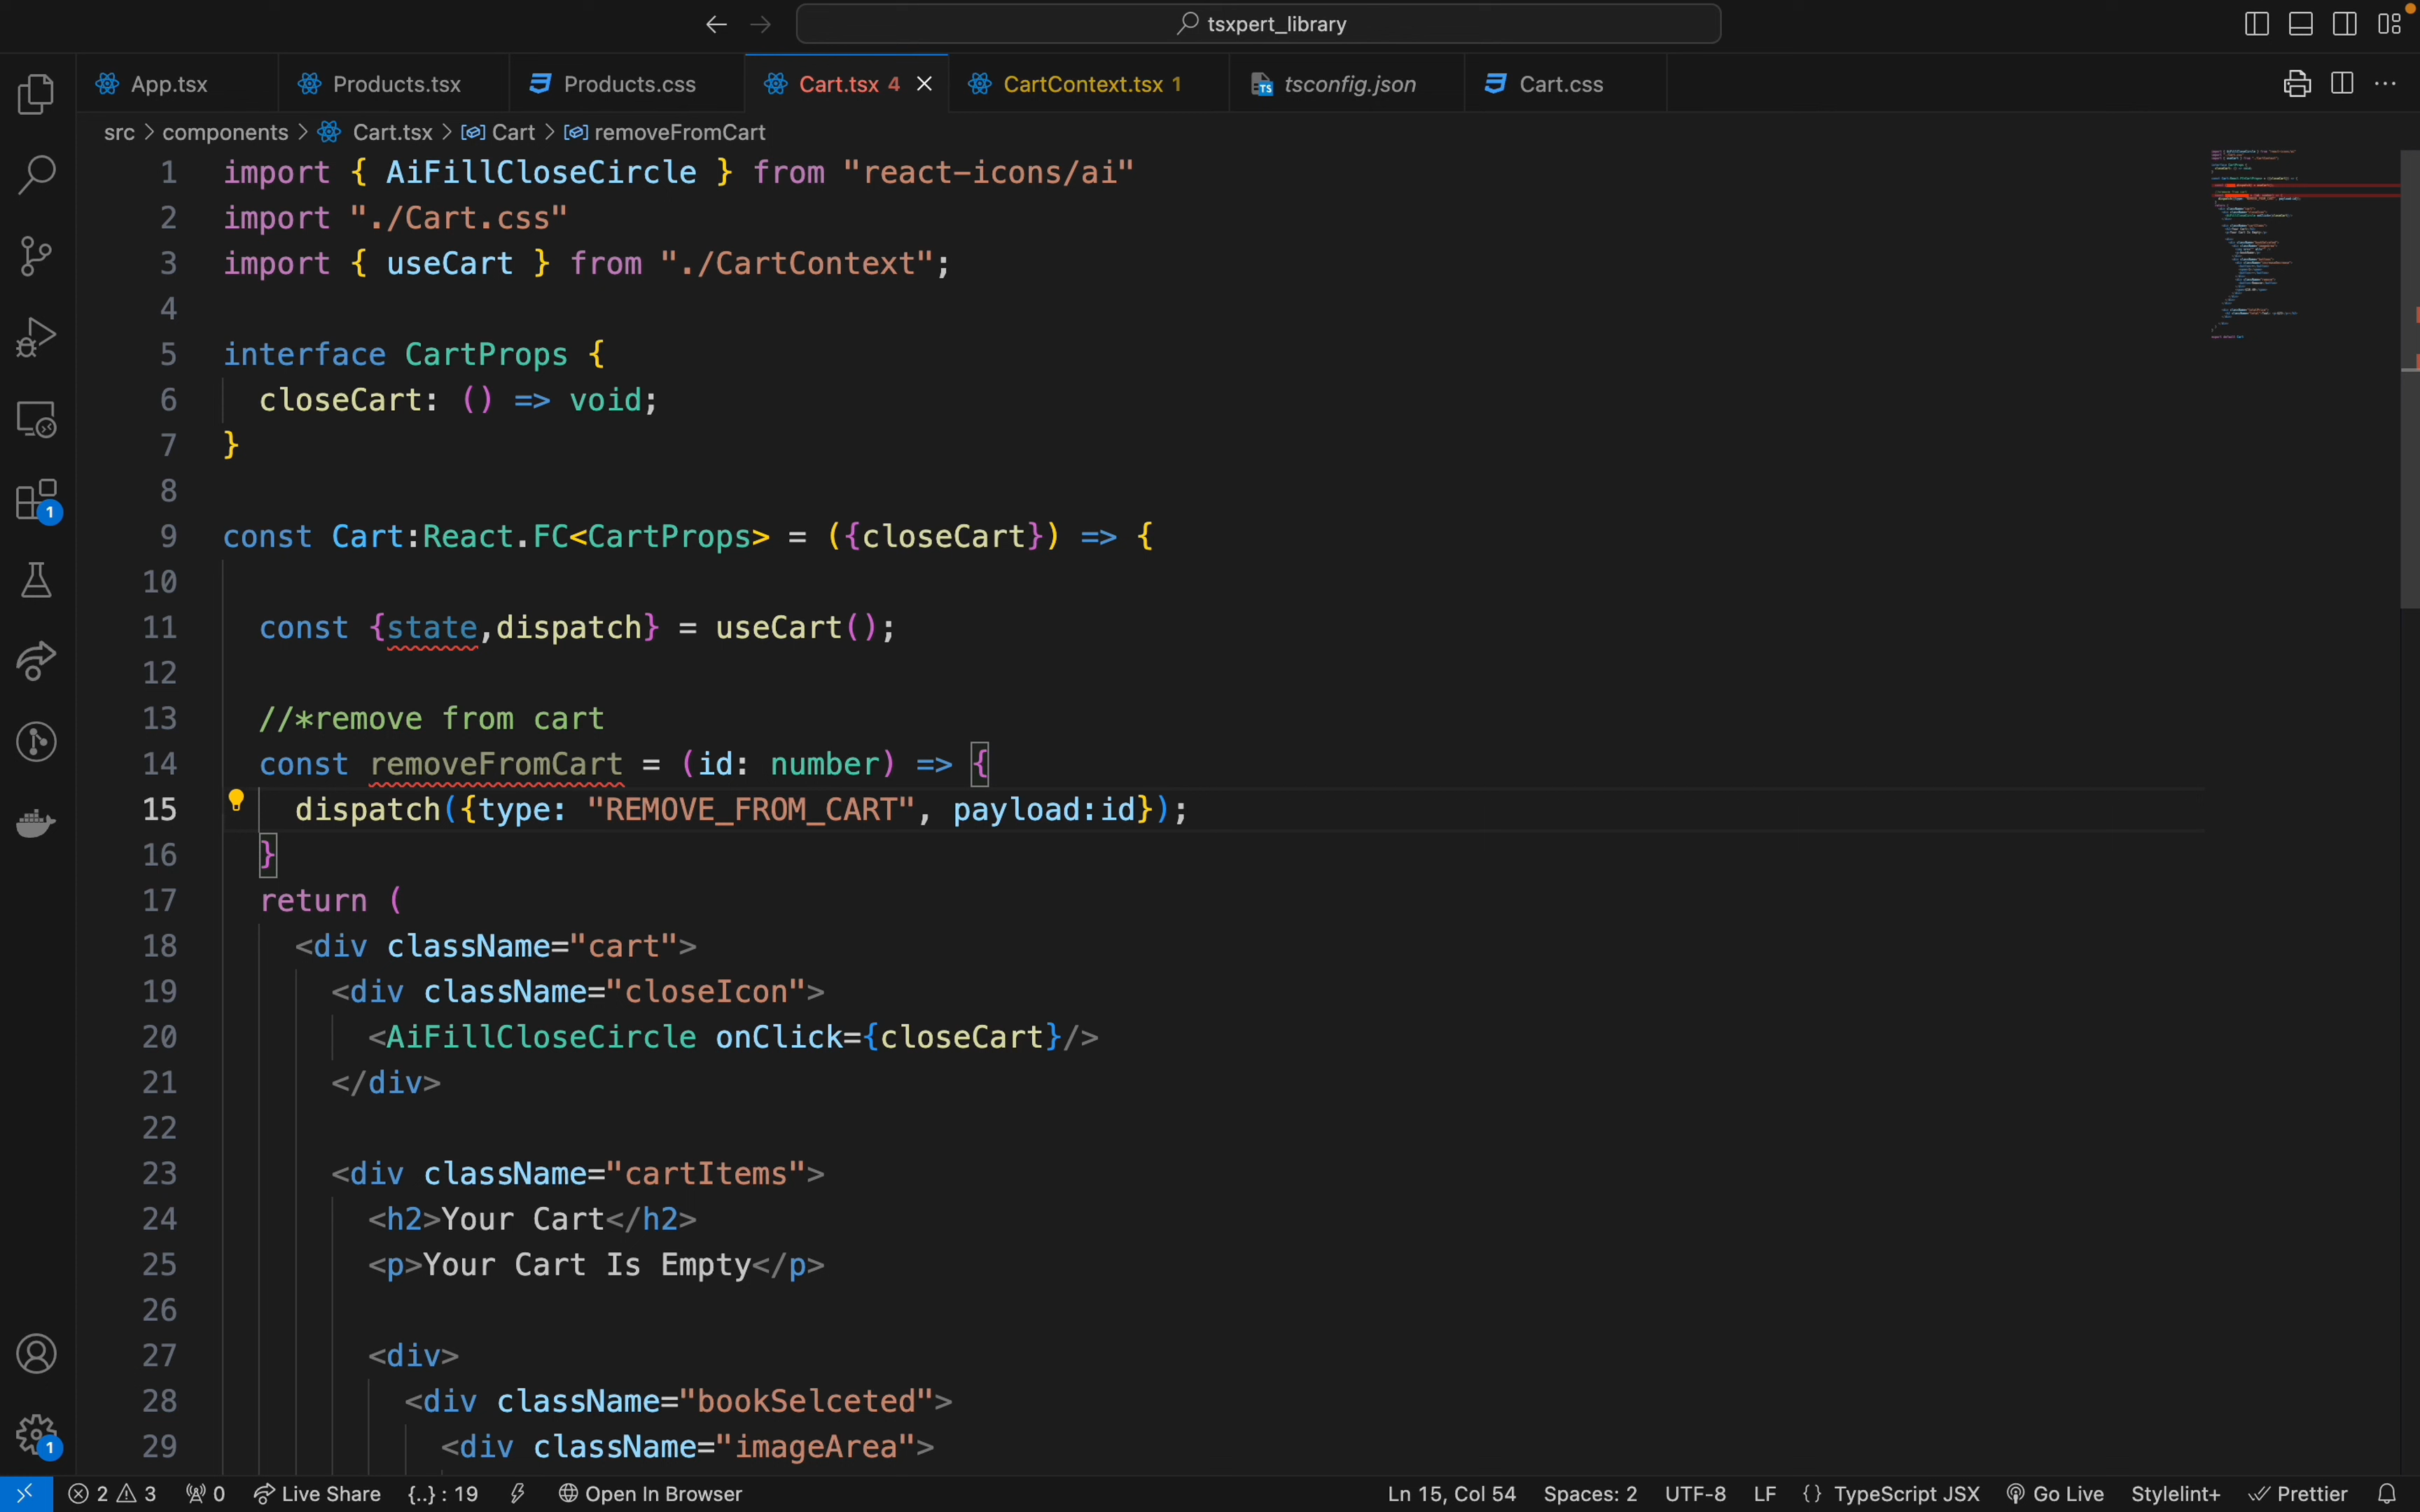 tsxpert_library
App.tsx Products.tsx Products.css Cart.tsx 4 CartContext.tsx 1 tsconfig.json Cart.css
src > components > Cart.tsx > Cart > removeFromCart
1 import { AiFillCloseCircle } from "react-icons/ai"
2 import "./Cart.css"
3 import { useCart } from "./CartContext";
4
5 interface CartProps {
6 closeCart: () => void;
7 }
8
9 const Cart:React.FC<CartProps> = ({closeCart}) => {
10
11 const {state,dispatch} = useCart();
12
13 //*remove from cart
14 const removeFromCart = (id: number) => {
15 dispatch({type: "REMOVE_FROM_CART", payload:id});
16 }
17 return (
18 <div className="cart">
19 <div className="closeIcon">
20 <AiFillCloseCircle onClick={closeCart}/>
21 </div>
22
23 <div className="cartItems">
24 <h2>Your Cart</h2>
25 <p>Your Cart Is Empty</p>
26
27 <div>
28 <div className="bookSelceted">
29 <div className="imageArea">
1
1
2 3 0 Live Share {..} : 19 Open In Browser Ln 15, Col 54 Spaces: 2 UTF-8 LF {} TypeScript JSX Go Live Stylelint+ Prettier